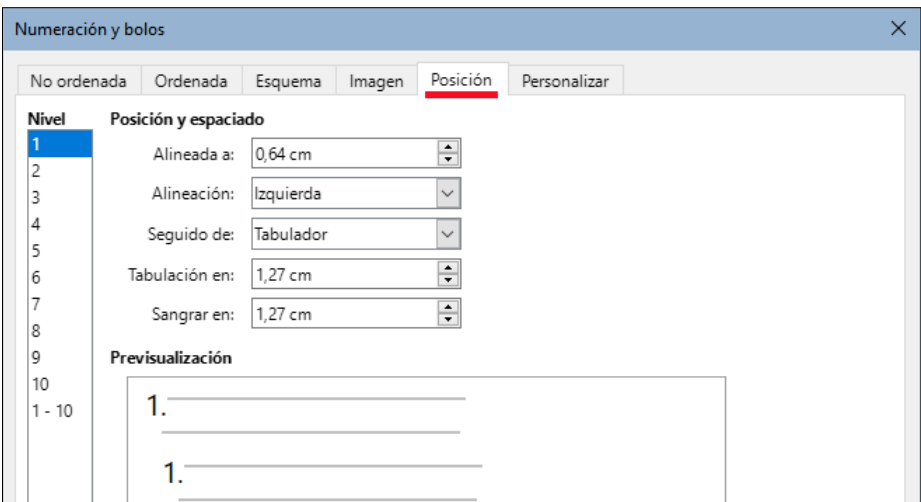 Numeración y bolos
No ordenada Ordenada Esquema Imagen Posición Personalizar
Nivel
1
2
3
4
5
6
7
8
9
10
1 - 10
Posición y espaciado
Alineada a: 0,64 cm
Alineación: Izquierda
Seguido de: Tabulador
Tabulación en: 1,27 cm
Sangrar en: 1,27 cm
Previsualización
1.
1.